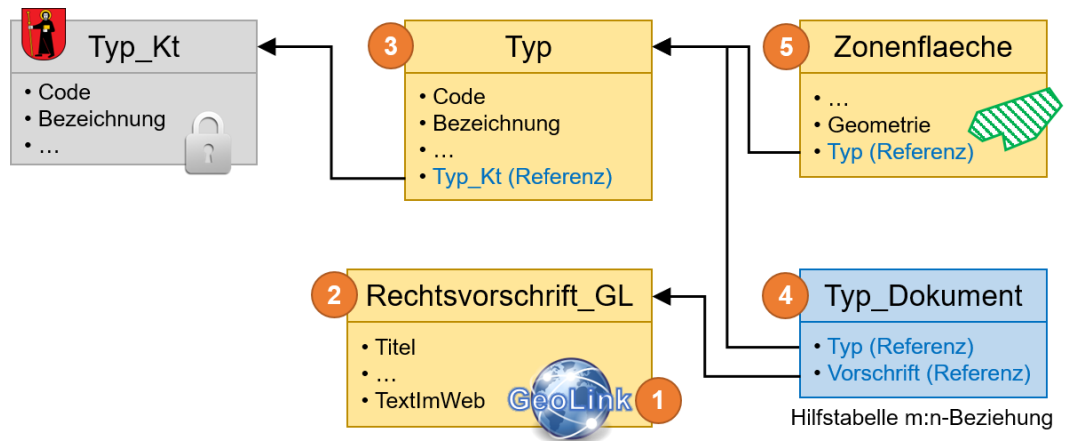 Typ_Kt
• Code
• Bezeichnung
• ...
3
Typ
• Code
• Bezeichnung
• ...
• Typ_Kt (Referenz)
5
Zonenflaeche
• ...
• Geometrie
• Typ (Referenz)
2
Rechtsvorschrift_GL
• Titel
• ...
• TextImWeb
GeoLink
1
4
Typ_Dokument
• Typ (Referenz)
• Vorschrift (Referenz)
Hilfstabelle m:n-Beziehung